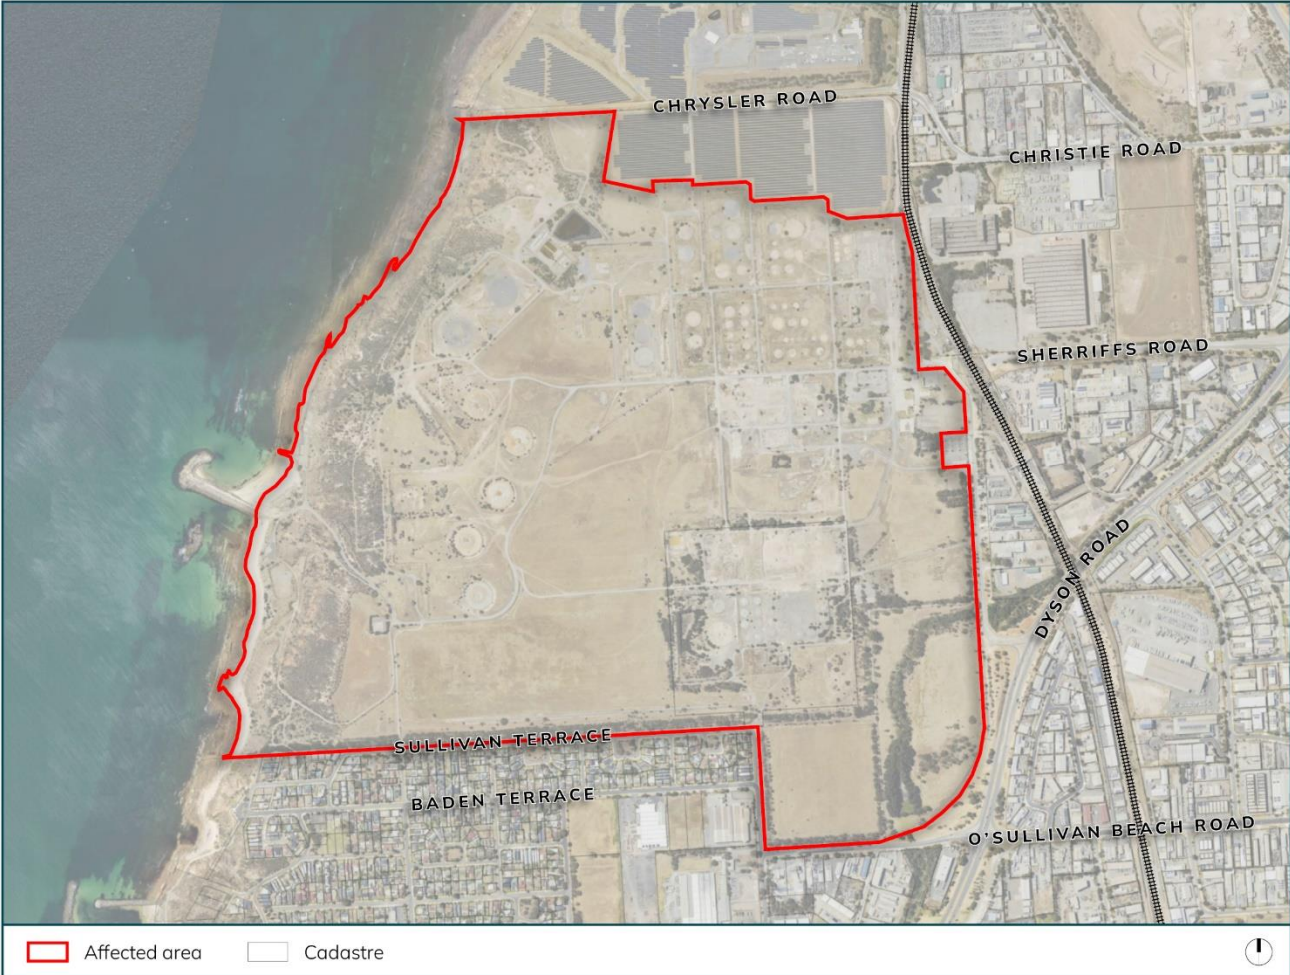 CHRYSLER ROAD
CHRISTIE ROAD
SHERRIFFS ROAD
DYSON ROAD
SULLIVAN TERRACE
BADEN TERRACE
O'SULLIVAN BEACH ROAD
Affected area
Cadastre